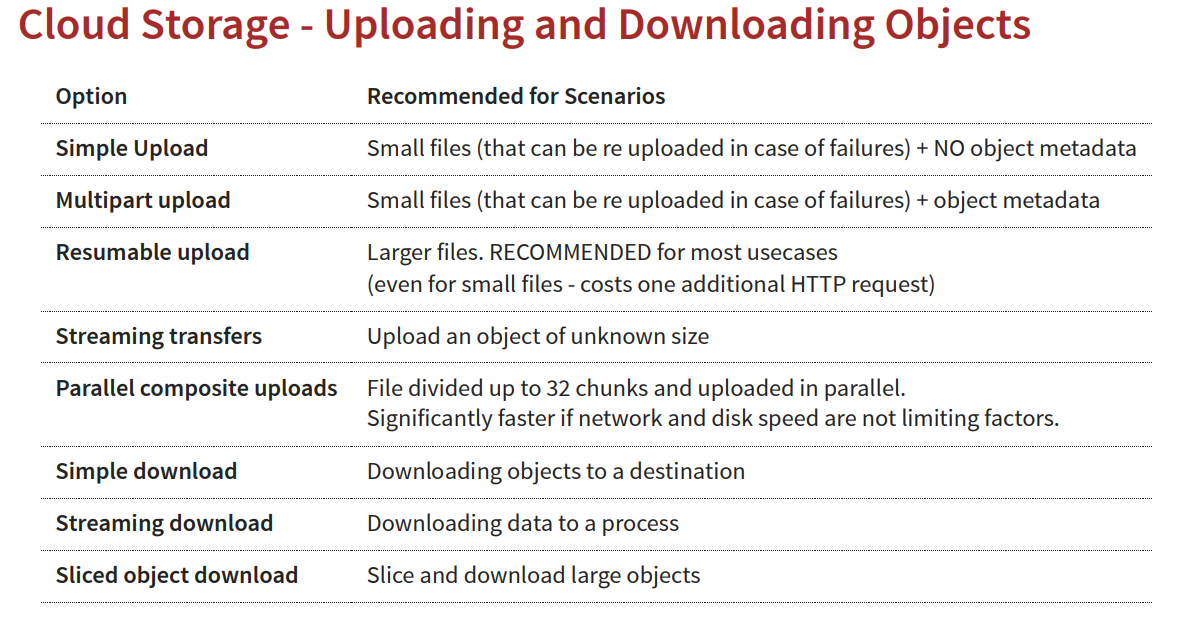 Cloud Storage - Uploading and Downloading Objects
Option Recommended for Scenarios
Simple Upload Small files (that can be re uploaded in case of failures) + NO object metadata
Multipart upload Small files (that can be re uploaded in case of failures) + object metadata
Resumable upload Larger files. RECOMMENDED for most usecases
(even for small files - costs one additional HTTP request)
Streaming transfers Upload an object of unknown size
Parallel composite uploads File divided up to 32 chunks and uploaded in parallel.
Significantly faster if network and disk speed are not limiting factors.
Simple download Downloading objects to a destination
Streaming download Downloading data to a process
Sliced object download Slice and download large objects